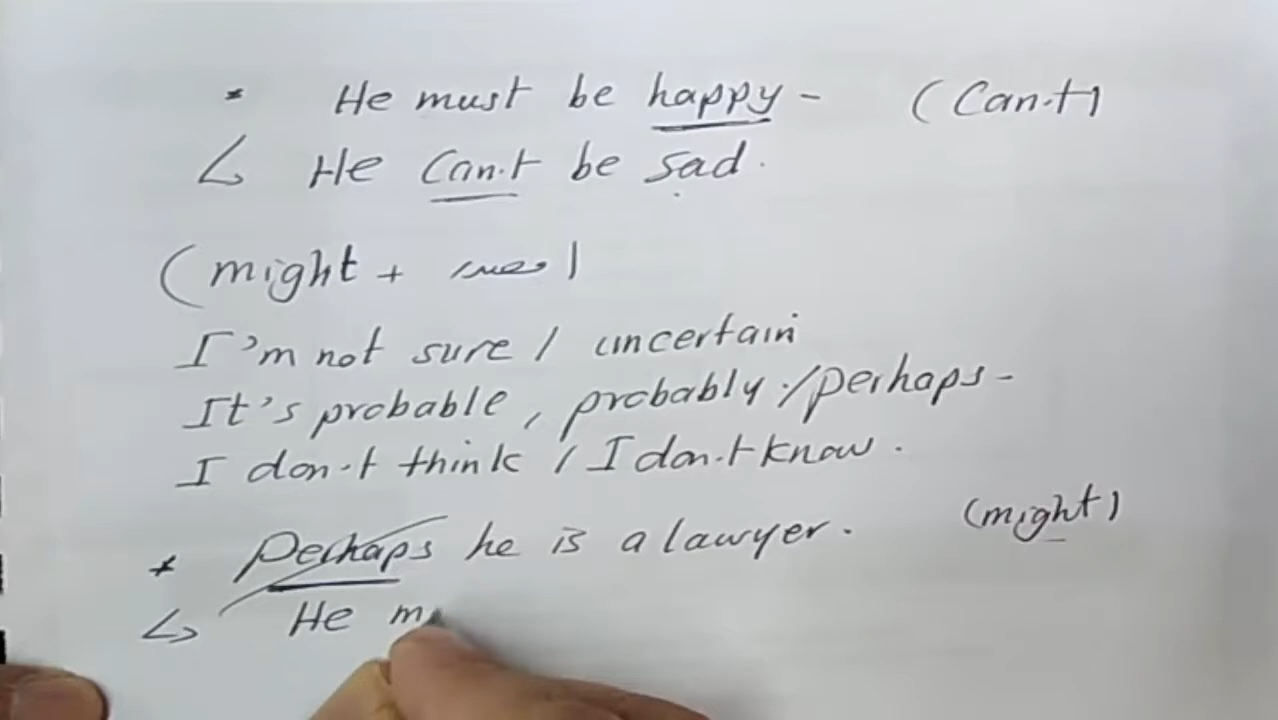 * He must be happy - (Can't)
↳ He can't be sad.
(might + مصدر)
I'm not sure / uncertain
It's probable, probably / perhaps -
I don't think / I don't know.
* Perhaps he is a lawyer. (might)
↳ He m